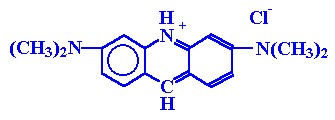 H Cl⁻
(CH₃)₂N N⁺ N(CH₃)₂
C
H